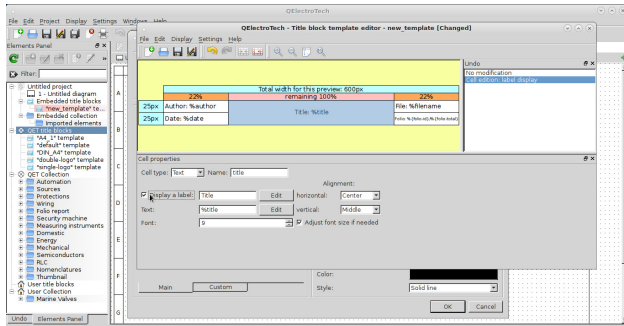 QElectroTech
File Edit Project Display Settings Windows Help
QElectroTech - Title block template editor - new_template [Changed]
File Edit Display Settings Help
Elements Panel
Filter:
Untitled project
1 - Untitled diagram
Embedded title blocks
"new_template" te...
Embedded collection
Imported elements
QET title blocks
"A4_1" template
"default" template
"DIN_A4" template
"double-logo" template
"single-logo" template
QET Collection
Automation
Sources
Protections
Wiring
Folio report
Security machine
Measuring instruments
Domestic
Energy
Mechanical
Semiconductors
RLC
Nomenclatures
Thumbnail
User title blocks
User Collection
Marine Valves
Undo Elements Panel
A
B
C
D
E
F
G
Total width for this preview: 600px
22% remaining 100% 22%
25px Author: %author Title: %title File: %filename
25px Date: %date Folio: %{folio-id}/%{folio-total}
Undo
No modification
Cell edition: label display
Cell properties
Cell type: Text Name: title
Alignment:
Display a label: Title Edit horizontal: Center
Text: %title Edit vertical: Middle
Font: 9 Adjust font size if needed
Color:
Main Custom Style: Solid line
OK Cancel